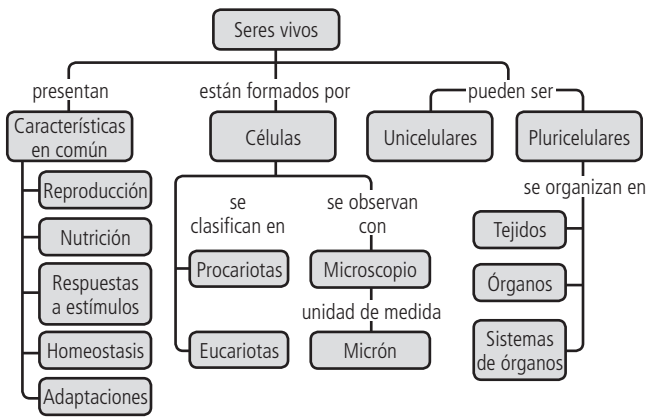 Seres vivos
presentan
están formados por
pueden ser
Características
en común
Células
Unicelulares
Pluricelulares
Reproducción
Nutrición
Respuestas
a estímulos
Homeostasis
Adaptaciones
se
clasifican en
Procariotas
Eucariotas
se observan
con
Microscopio
unidad de medida
Micrón
se organizan en
Tejidos
Órganos
Sistemas
de órganos